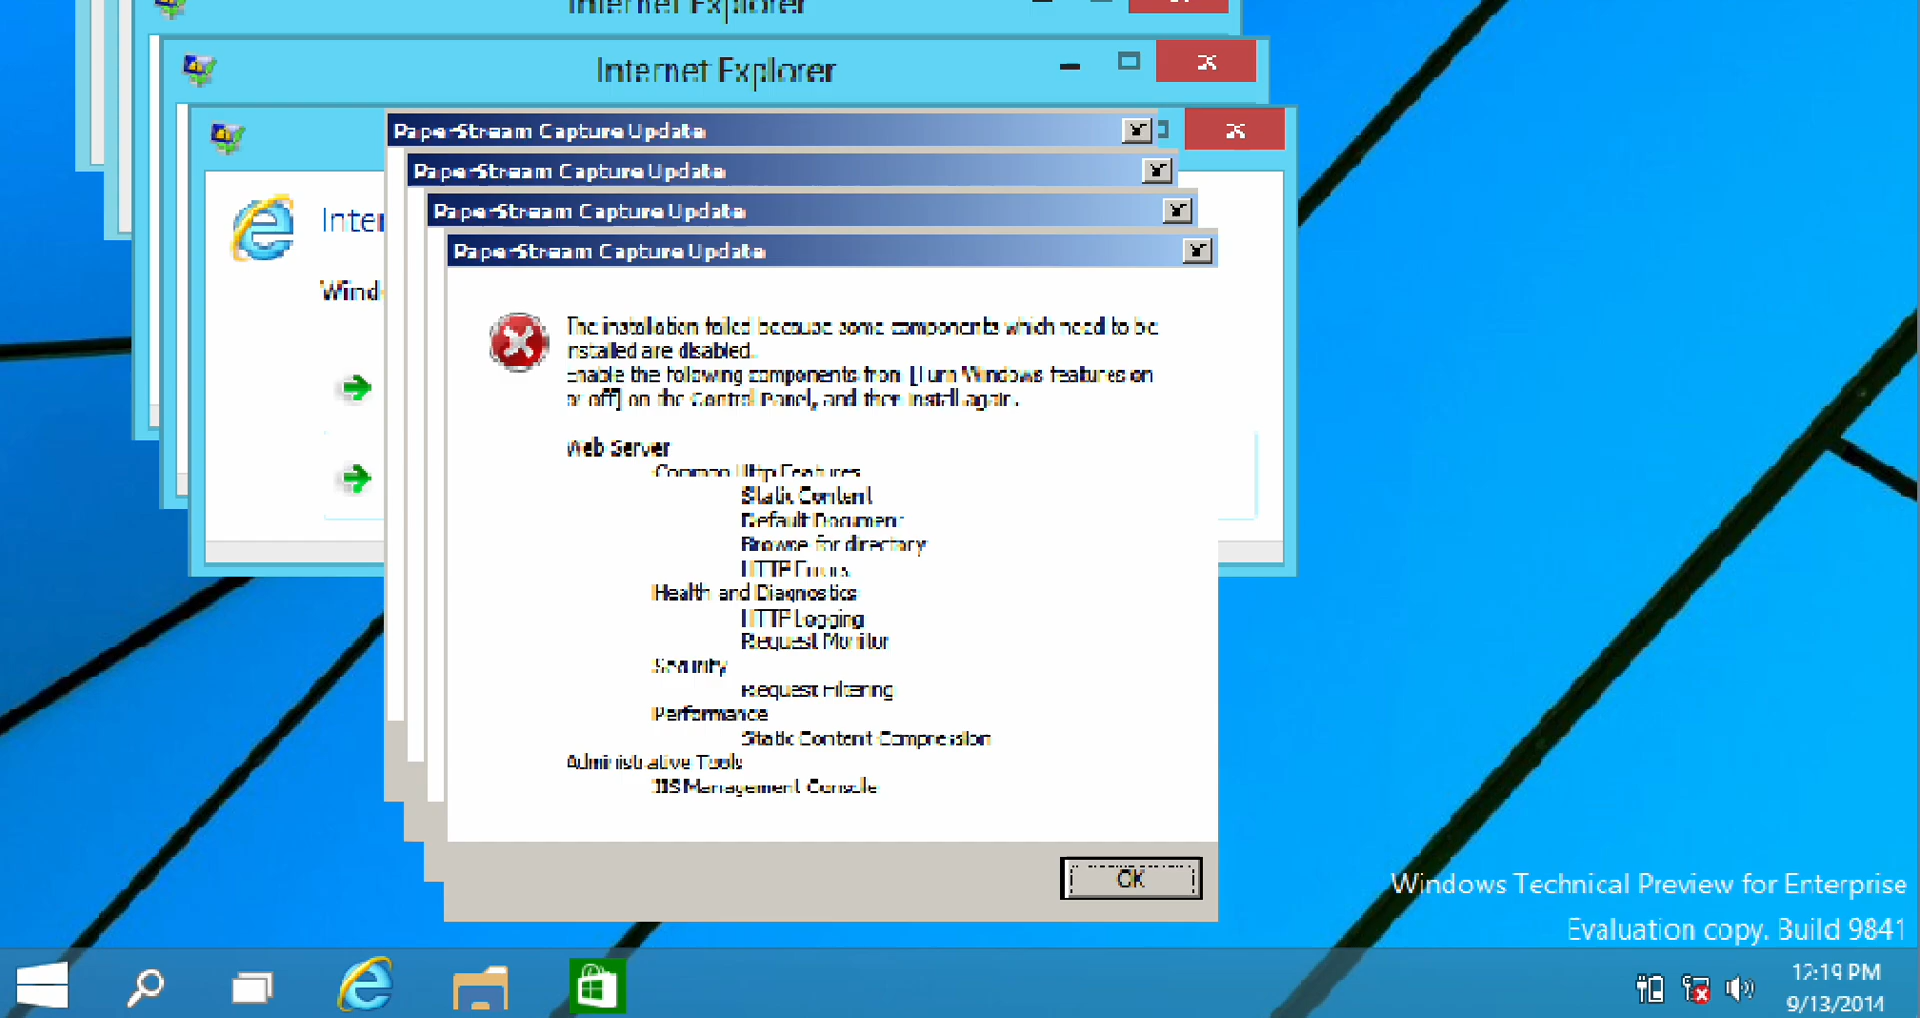 Internet Explorer
Internet Explorer
PaperStream Capture Update
PaperStream Capture Update
PaperStream Capture Update
PaperStream Capture Update
Inter
Wind
The installation failed because some components which need to be
installed are disabled.
Enable the following components from [Turn Windows features on
or off] on the Control Panel, and then install again.
Web Server
Common Http Features
Static Content
Default Document
Browse for directory
HTTP Errors
Health and Diagnostics
HTTP Logging
Request Monitor
Security
Request Filtering
Performance
Static Content Compression
Administrative Tools
IIS Management Console
OK
Windows Technical Preview for Enterprise
Evaluation copy. Build 9841
12:19 PM
9/13/2014